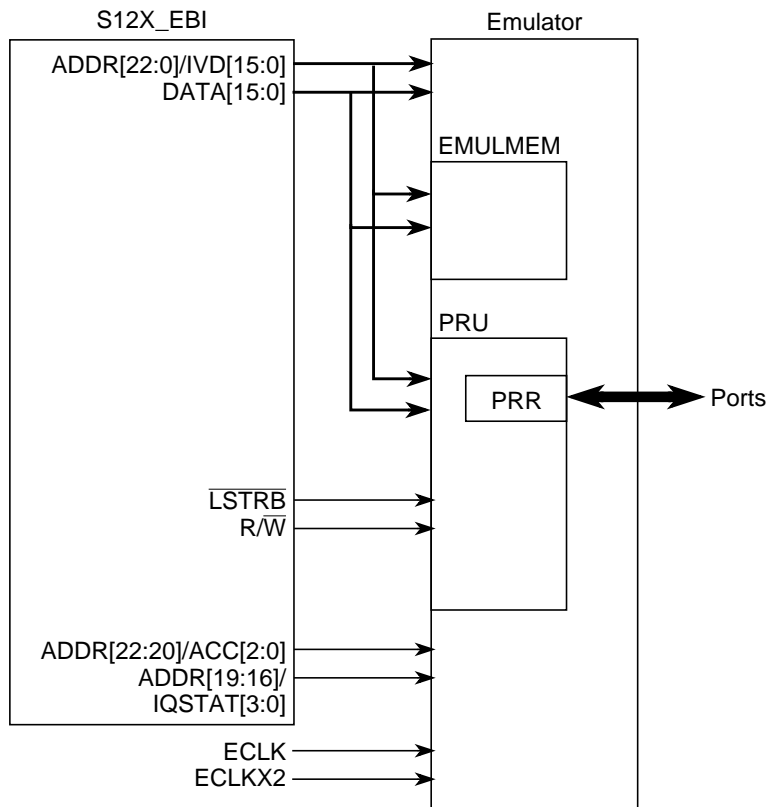 S12X_EBI
Emulator
ADDR[22:0]/IVD[15:0]
DATA[15:0]
EMULMEM
PRU
PRR
Ports
LSTRB
R/W
ADDR[22:20]/ACC[2:0]
ADDR[19:16]/
IQSTAT[3:0]
ECLK
ECLKX2